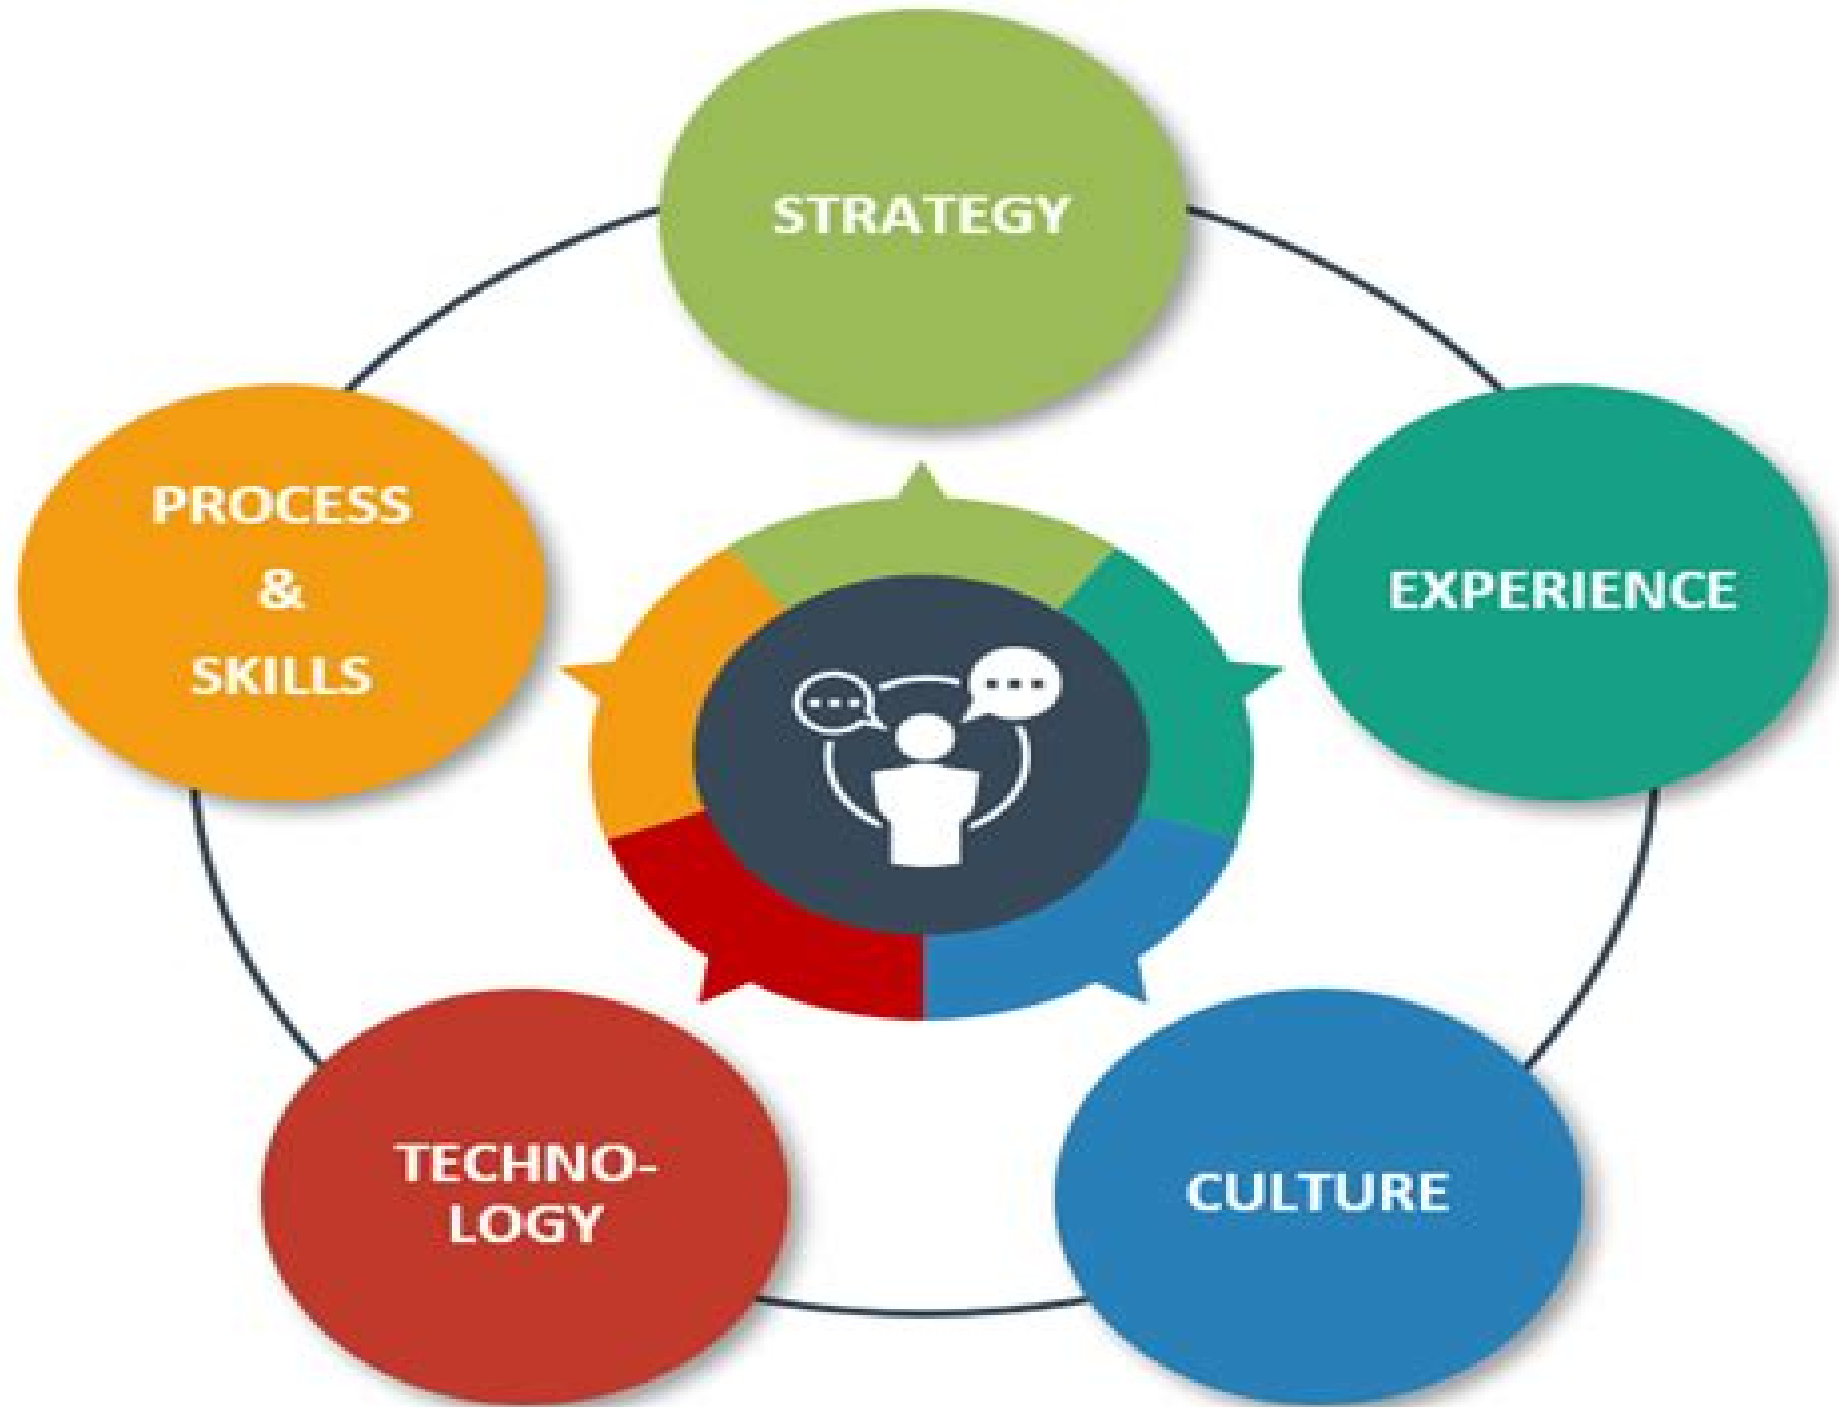 STRATEGY
EXPERIENCE
CULTURE
TECHNO-
LOGY
PROCESS
&
SKILLS